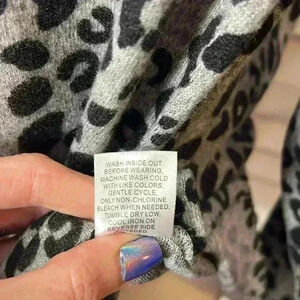 WASH INSIDE OUT
BEFORE WEARING,
MACHINE WASH COLD
WITH LIKE COLORS,
GENTLE CYCLE,
ONLY NON-CHLORINE
BLEACH WHEN NEEDED,
TUMBLE DRY LOW,
COOL IRON ON
REVERSE SIDE